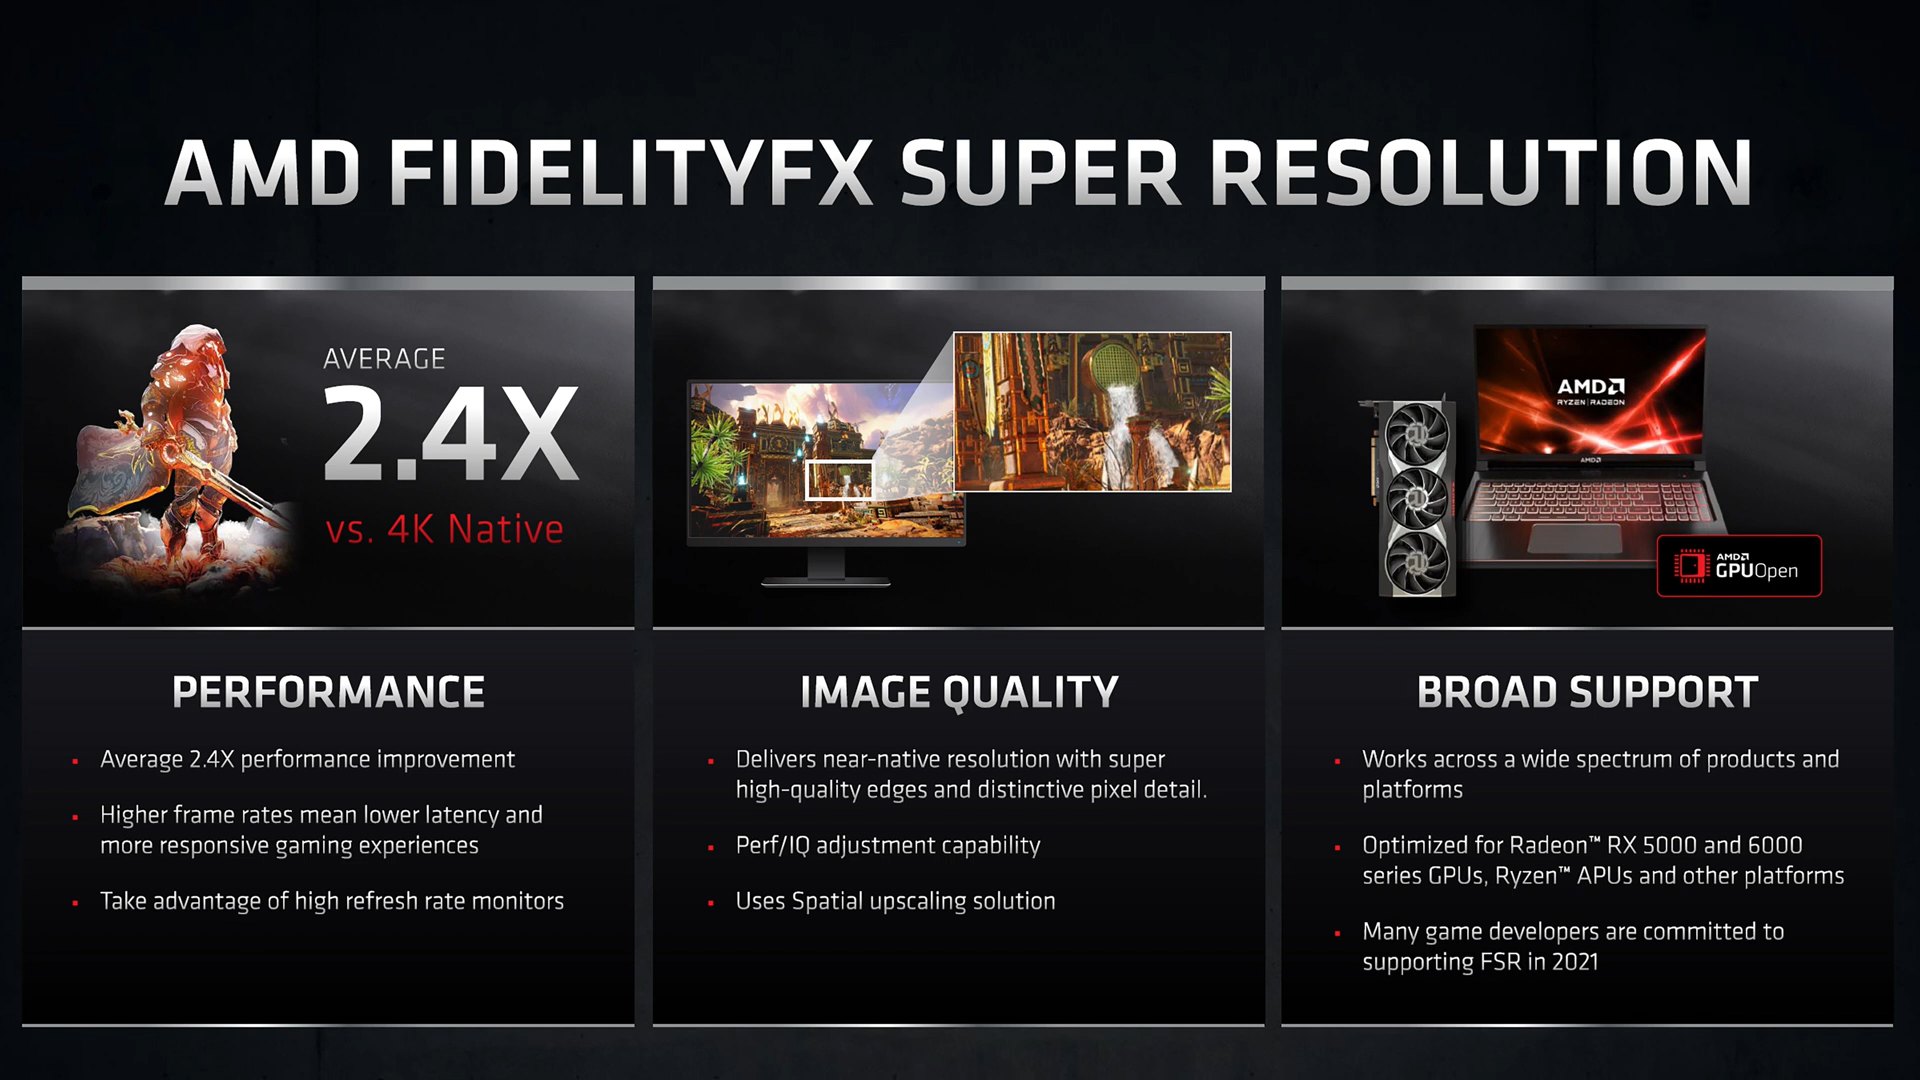 AMD FIDELITYFX SUPER RESOLUTION
AVERAGE
2.4X
vs. 4K Native
PERFORMANCE
Average 2.4X performance improvement
Higher frame rates mean lower latency and
more responsive gaming experiences
Take advantage of high refresh rate monitors
IMAGE QUALITY
Delivers near-native resolution with super
high-quality edges and distinctive pixel detail.
Perf/IQ adjustment capability
Uses Spatial upscaling solution
AMD
RYZEN | RADEON
AMD
AMD
GPUOpen
BROAD SUPPORT
Works across a wide spectrum of products and
platforms
Optimized for Radeon™ RX 5000 and 6000
series GPUs, Ryzen™ APUs and other platforms
Many game developers are committed to
supporting FSR in 2021